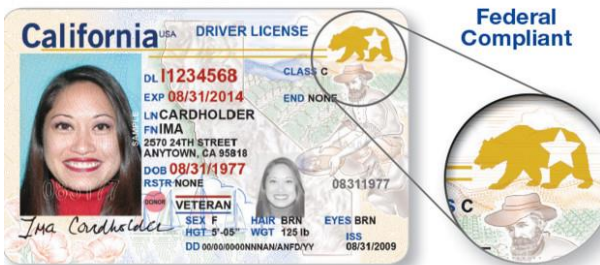 California USA DRIVER LICENSE
Federal
Compliant
DL I1234568 CLASS C
EXP 08/31/2014 END NONE
LN CARDHOLDER
FN IMA
2570 24TH STREET
ANYTOWN, CA 95818
DOB 08/31/1977
RSTR NONE 08311977
DONOR
VETERAN
SEX F HAIR BRN EYES BRN
HGT 5'-05" WGT 125 lb ISS
DD 00/00/0000NNNAN/ANFD/YY 08/31/2009
Ima Cardholder
SAMPLE
S C